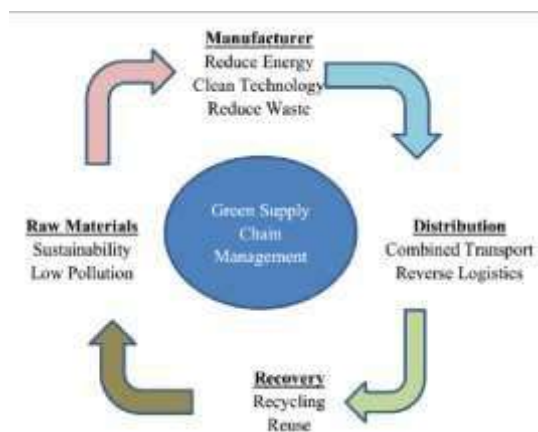 Manufacturer
Reduce Energy
Clean Technology
Reduce Waste
Green Supply
Chain
Management
Raw Materials
Sustainability
Low Pollution
Distribution
Combined Transport
Reverse Logistics
Recovery
Recycling
Reuse